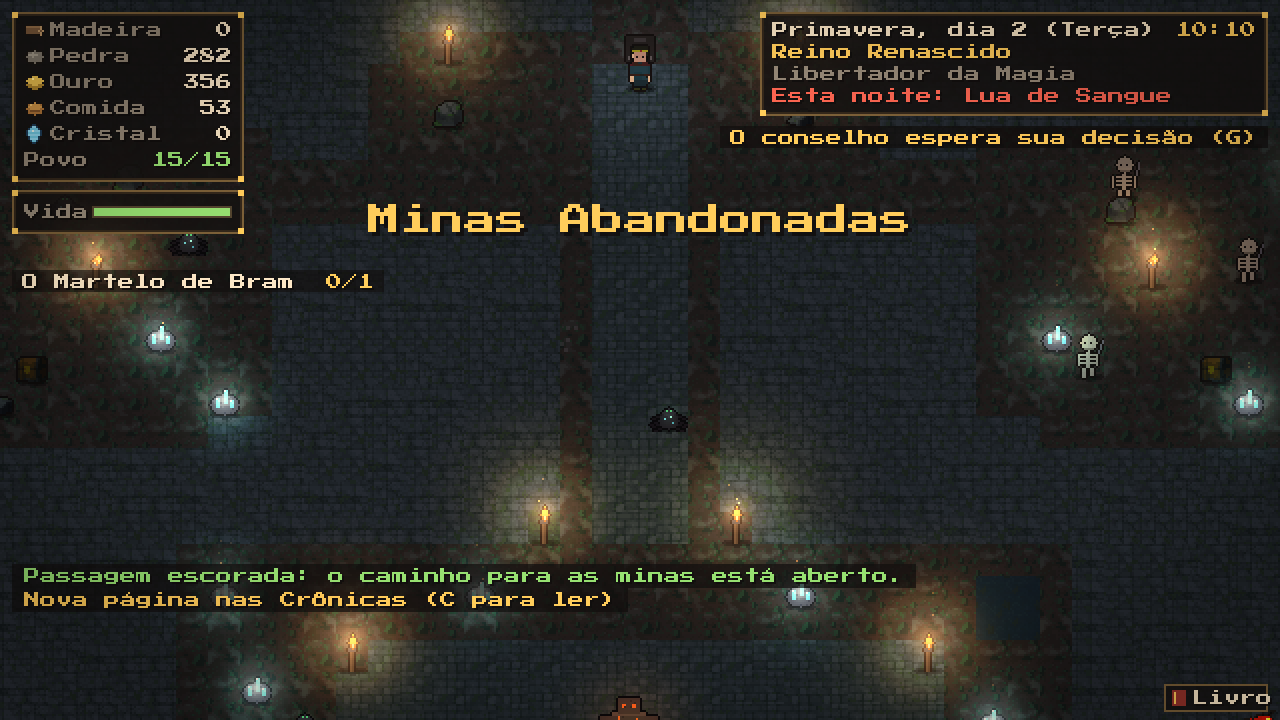 Madeira 0
Pedra 282
Ouro 356
Comida 53
Cristal 0
Povo 15/15
Vida
Primavera, dia 2 (Terça) 10:10
Reino Renascido
Libertador da Magia
Esta noite: Lua de Sangue
O conselho espera sua decisão (G)
Minas Abandonadas
O Martelo de Bram 0/1
Passagem escorada: o caminho para as minas está aberto.
Nova página nas Crônicas (C para ler)
Livro